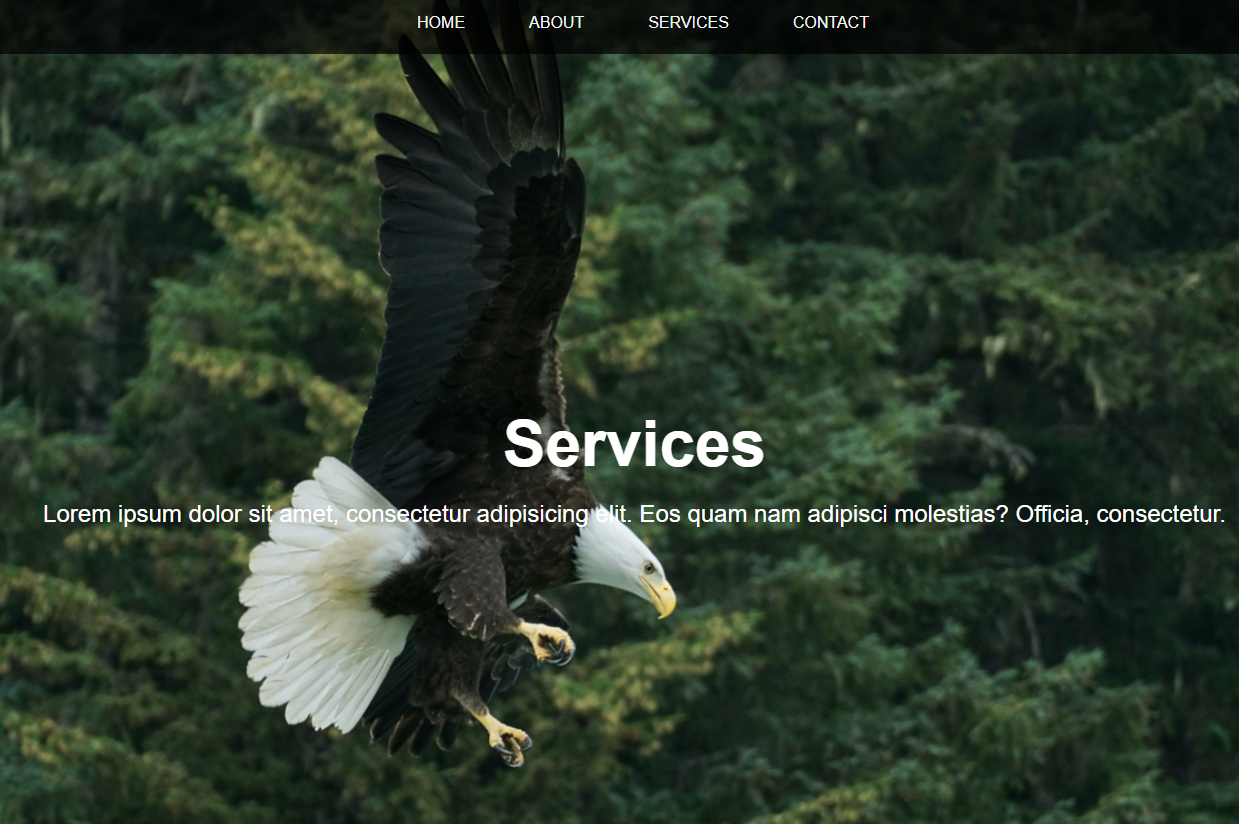 HOME ABOUT SERVICES CONTACT
Services
Lorem ipsum dolor sit amet, consectetur adipisicing elit. Eos quam nam adipisci molestias? Officia, consectetur.